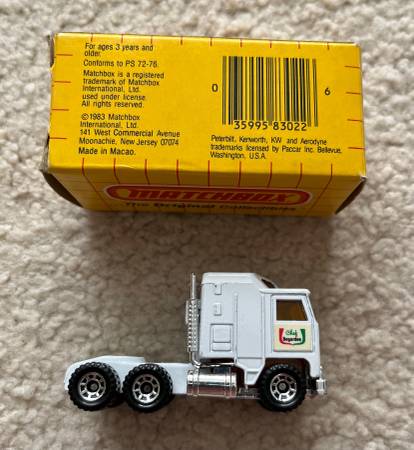 For ages 3 years and
older.
Conforms to PS 72-76.
Matchbox is a registered
trademark of Matchbox
International, Ltd.
used under license.
All rights reserved.
©1983 Matchbox
International, Ltd.
141 West Commercial Avenue
Moonachie, New Jersey 07074
Made in Macao.
0
6
35995 83022
Peterbilt, Kenworth, KW and Aerodyne
trademarks licensed by Paccar Inc. Bellevue,
Washington, U.S.A.
MATCHBOX
The Original Collectibles
Chef
Boyardee